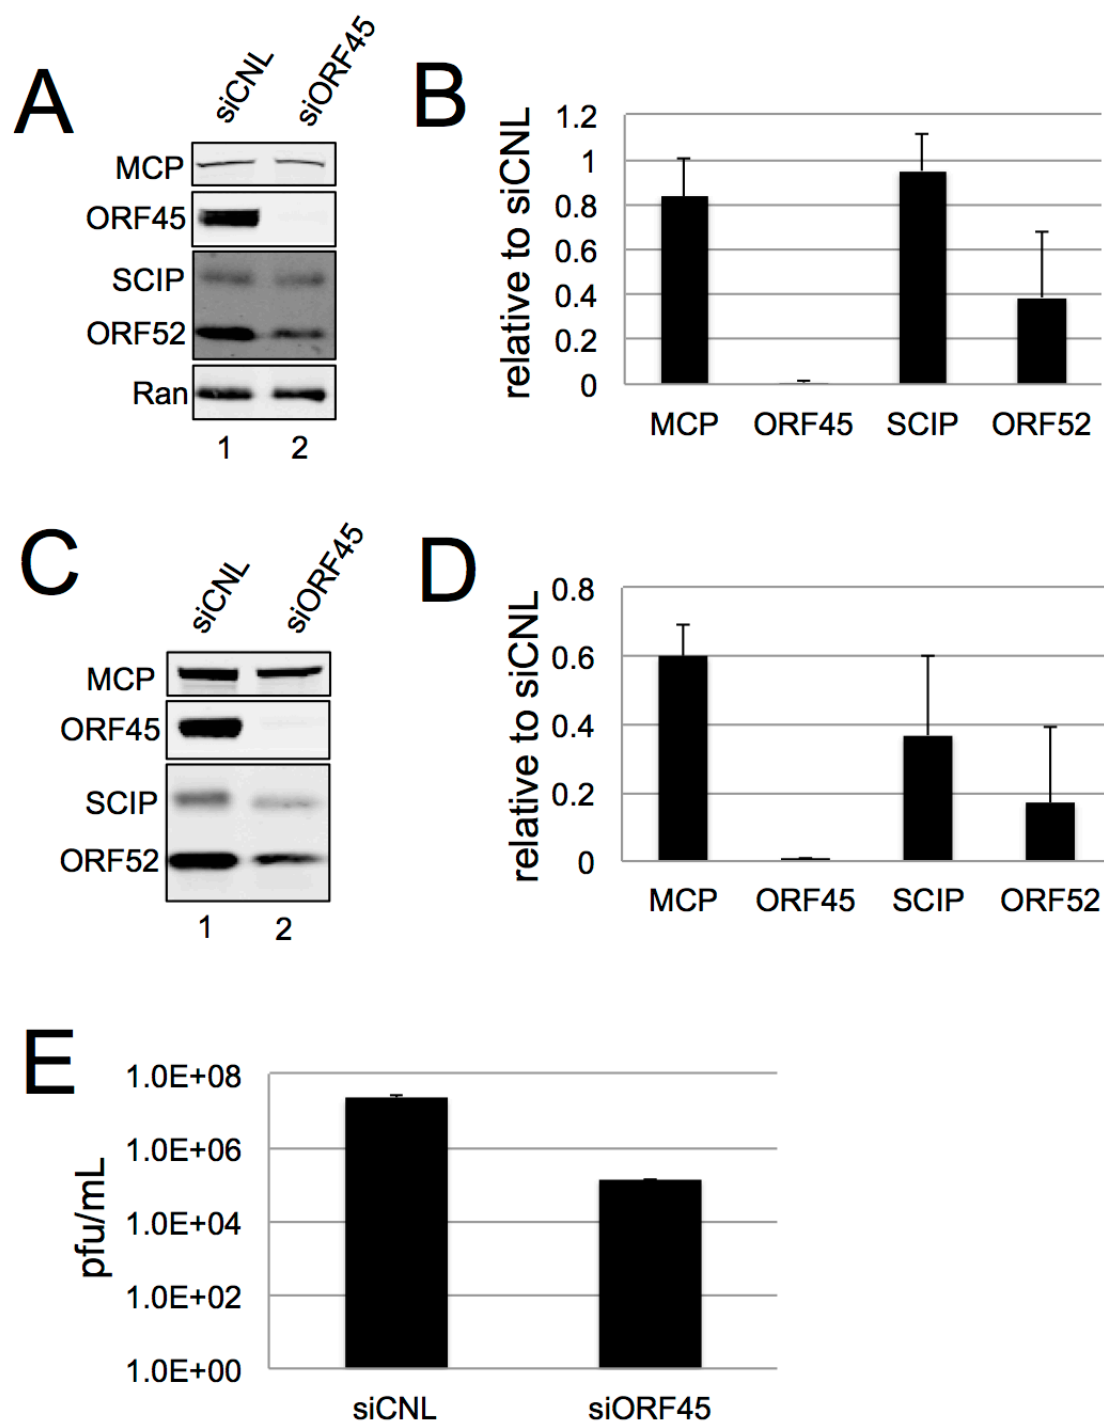 A
siCNL
siORF45
MCP
ORF45
SCIP
ORF52
Ran
1 2
B
relative to siCNL
1.2
1
0.8
0.6
0.4
0.2
0
MCP ORF45 SCIP ORF52
C
siCNL
siORF45
MCP
ORF45
SCIP
ORF52
1 2
D
relative to siCNL
0.8
0.6
0.4
0.2
0
MCP ORF45 SCIP ORF52
E
pfu/mL
1.0E+08
1.0E+06
1.0E+04
1.0E+02
1.0E+00
siCNL siORF45